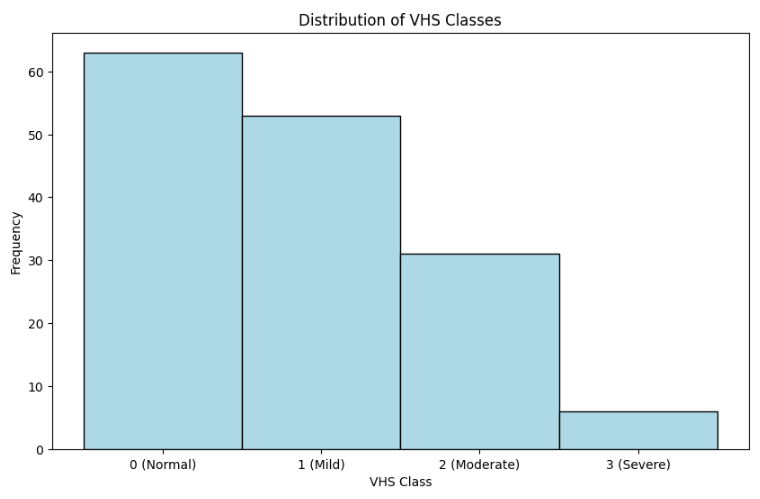 Distribution of VHS Classes
Frequency
60
50
40
30
20
10
0
0 (Normal) 1 (Mild) 2 (Moderate) 3 (Severe)
VHS Class